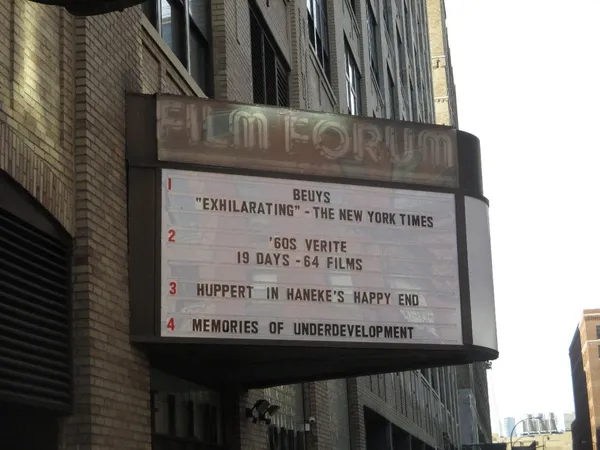 FILM FORUM
1 BEUYS
"EXHILARATING" - THE NEW YORK TIMES
2 '60S VERITE
19 DAYS - 64 FILMS
3 HUPPERT IN HANEKE'S HAPPY END
4 MEMORIES OF UNDERDEVELOPMENT